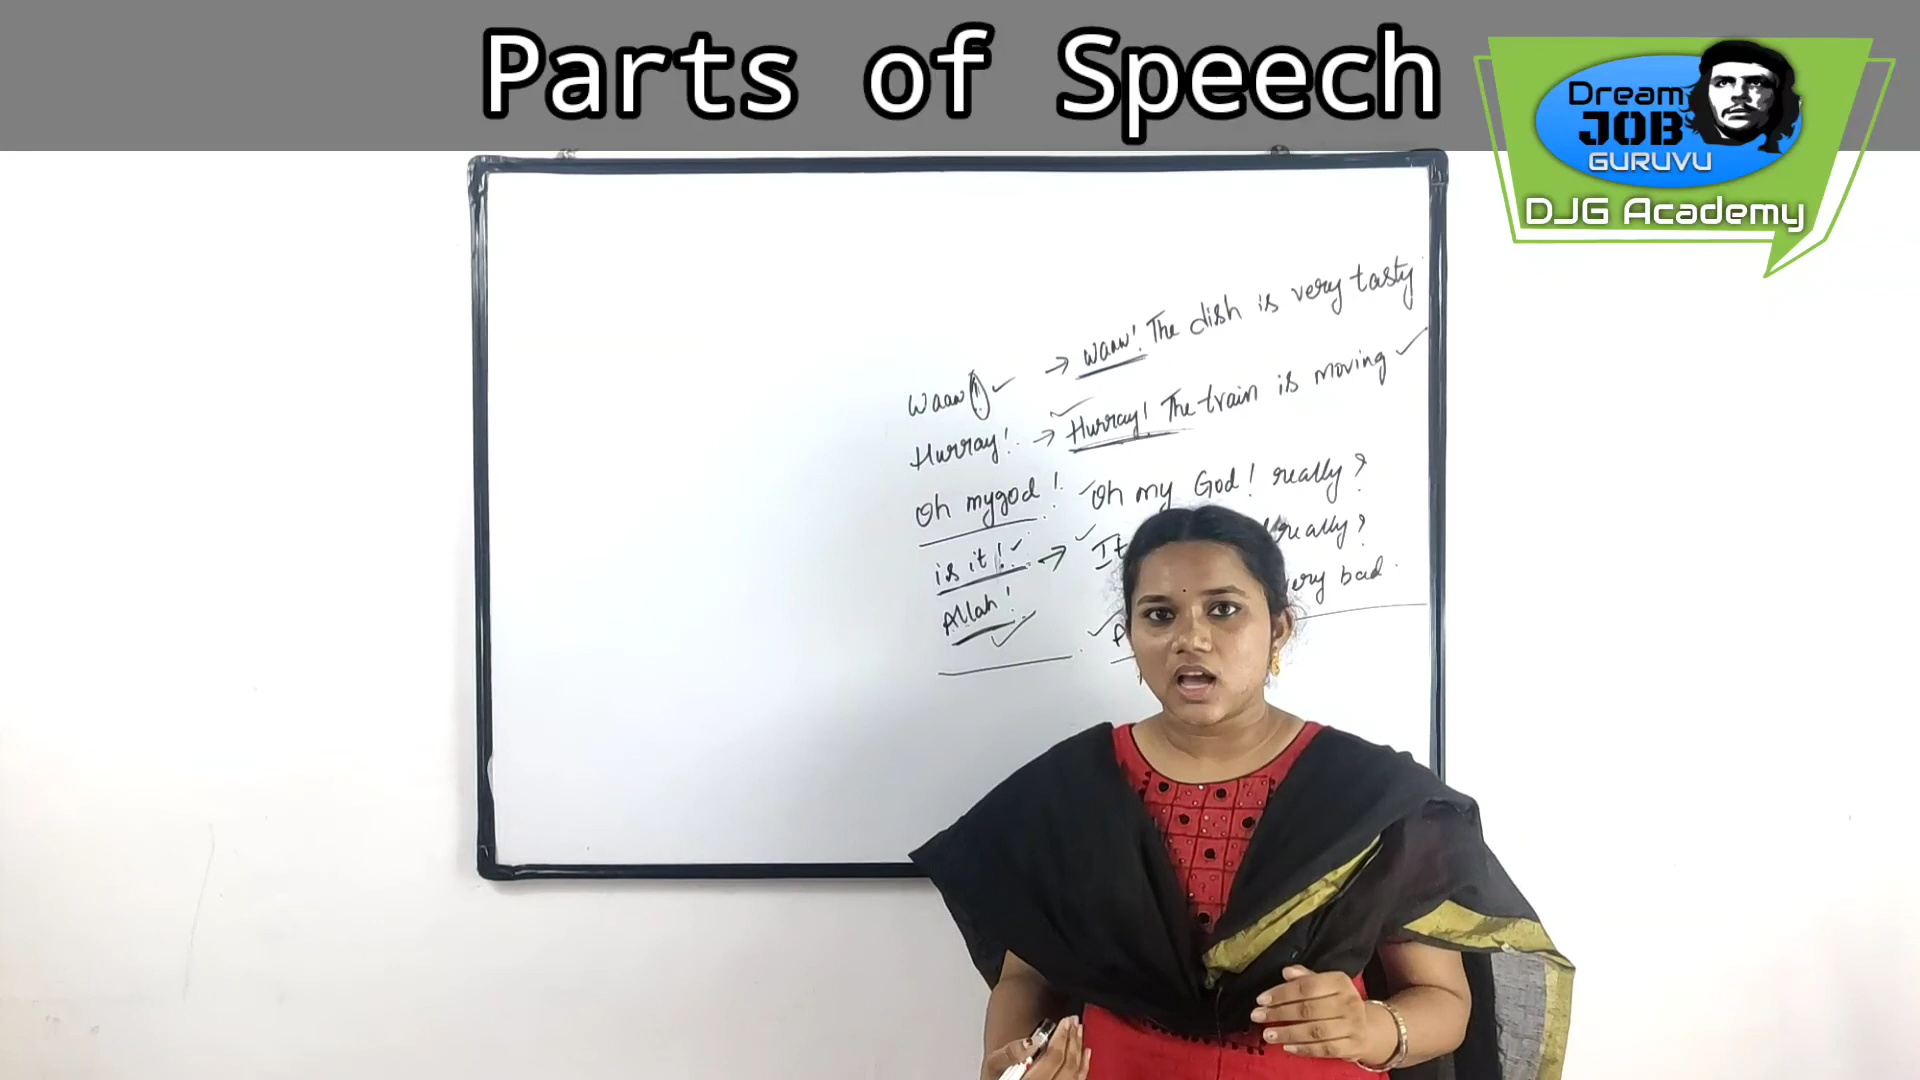 Parts of Speech
Dream
JOB
GURUVU
DJG Academy
Waaw! → Waaw! The dish is very tasty
Hurray! → Hurray! The train is moving
Oh mygod! Oh my God! really?
is it! → really?
Allah! very bad.